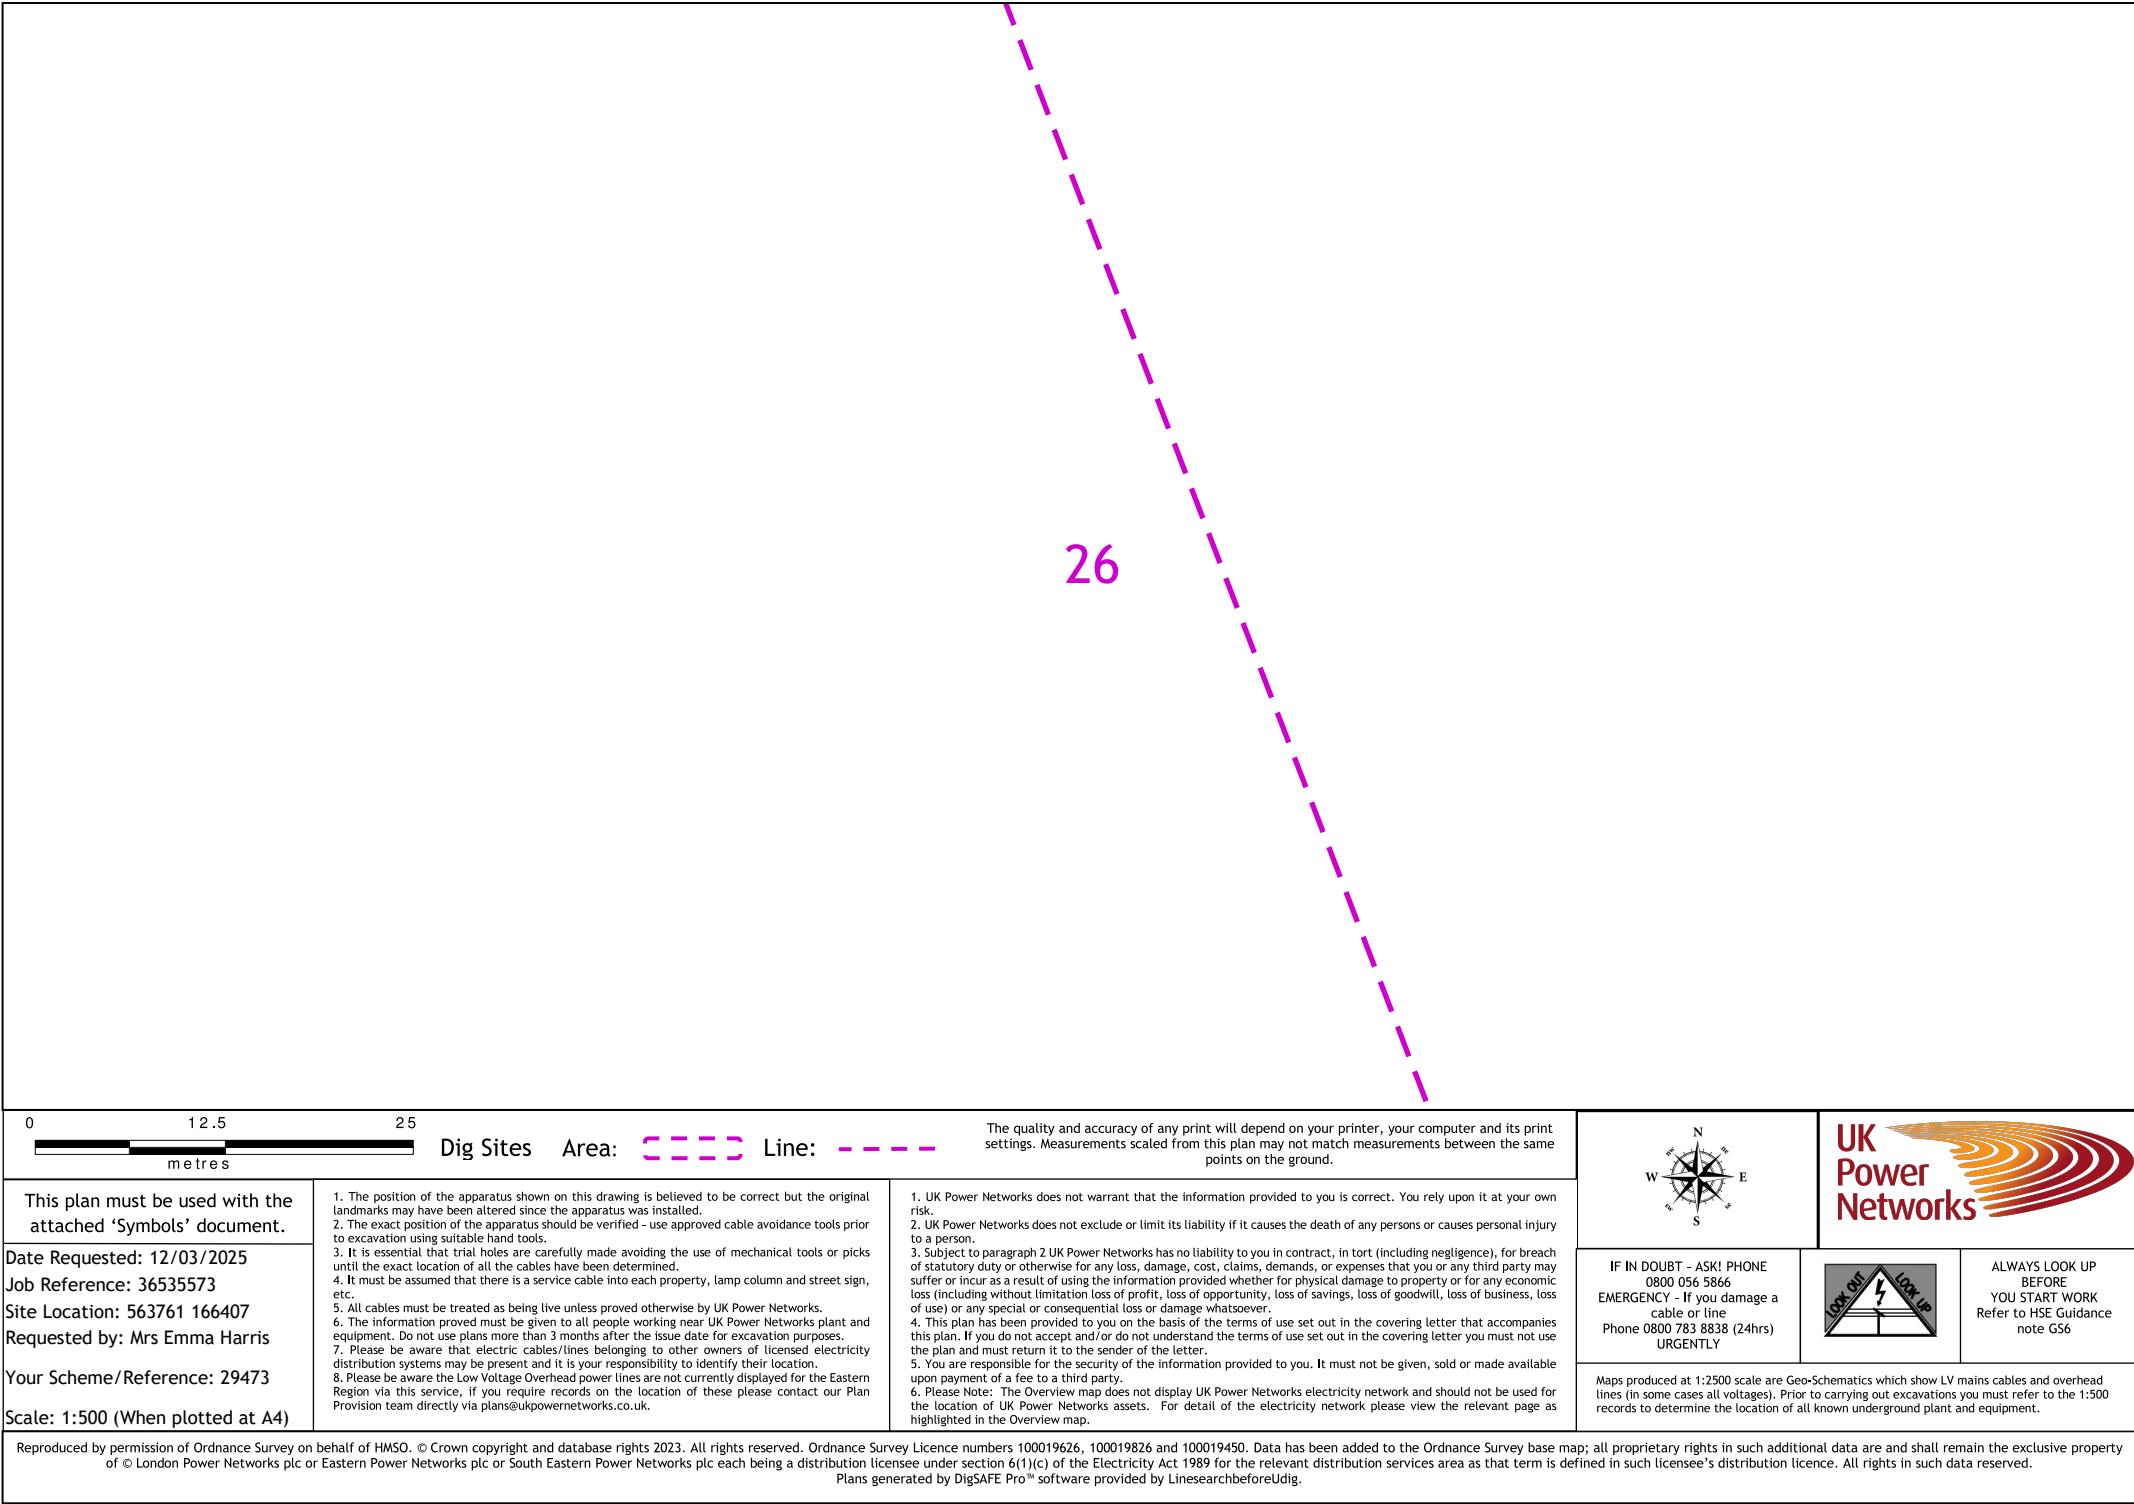 26
0 12.5 25
metres
Dig Sites Area: Line:
The quality and accuracy of any print will depend on your printer, your computer and its print
settings. Measurements scaled from this plan may not match measurements between the same
points on the ground.
N
nw ne
W E
sw se
S
UK
Power
Networks
This plan must be used with the
attached ‘Symbols’ document.
Date Requested: 12/03/2025
Job Reference: 36535573
Site Location: 563761 166407
Requested by: Mrs Emma Harris
Your Scheme/Reference: 29473
Scale: 1:500 (When plotted at A4)
1. The position of the apparatus shown on this drawing is believed to be correct but the original
landmarks may have been altered since the apparatus was installed.
2. The exact position of the apparatus should be verified - use approved cable avoidance tools prior
to excavation using suitable hand tools.
3. It is essential that trial holes are carefully made avoiding the use of mechanical tools or picks
until the exact location of all the cables have been determined.
4. It must be assumed that there is a service cable into each property, lamp column and street sign,
etc.
5. All cables must be treated as being live unless proved otherwise by UK Power Networks.
6. The information proved must be given to all people working near UK Power Networks plant and
equipment. Do not use plans more than 3 months after the issue date for excavation purposes.
7. Please be aware that electric cables/lines belonging to other owners of licensed electricity
distribution systems may be present and it is your responsibility to identify their location.
8. Please be aware the Low Voltage Overhead power lines are not currently displayed for the Eastern
Region via this service, if you require records on the location of these please contact our Plan
Provision team directly via plans@ukpowernetworks.co.uk.
1. UK Power Networks does not warrant that the information provided to you is correct. You rely upon it at your own
risk.
2. UK Power Networks does not exclude or limit its liability if it causes the death of any persons or causes personal injury
to a person.
3. Subject to paragraph 2 UK Power Networks has no liability to you in contract, in tort (including negligence), for breach
of statutory duty or otherwise for any loss, damage, cost, claims, demands, or expenses that you or any third party may
suffer or incur as a result of using the information provided whether for physical damage to property or for any economic
loss (including without limitation loss of profit, loss of opportunity, loss of savings, loss of goodwill, loss of business, loss
of use) or any special or consequential loss or damage whatsoever.
4. This plan has been provided to you on the basis of the terms of use set out in the covering letter that accompanies
this plan. If you do not accept and/or do not understand the terms of use set out in the covering letter you must not use
the plan and must return it to the sender of the letter.
5. You are responsible for the security of the information provided to you. It must not be given, sold or made available
upon payment of a fee to a third party.
6. Please Note: The Overview map does not display UK Power Networks electricity network and should not be used for
the location of UK Power Networks assets. For detail of the electricity network please view the relevant page as
highlighted in the Overview map.
IF IN DOUBT - ASK! PHONE
0800 056 5866
EMERGENCY - If you damage a
cable or line
Phone 0800 783 8838 (24hrs)
URGENTLY
LOOK OUT LOOK UP
ALWAYS LOOK UP
BEFORE
YOU START WORK
Refer to HSE Guidance
note GS6
Maps produced at 1:2500 scale are Geo-Schematics which show LV mains cables and overhead
lines (in some cases all voltages). Prior to carrying out excavations you must refer to the 1:500
records to determine the location of all known underground plant and equipment.
Reproduced by permission of Ordnance Survey on behalf of HMSO. © Crown copyright and database rights 2023. All rights reserved. Ordnance Survey Licence numbers 100019626, 100019826 and 100019450. Data has been added to the Ordnance Survey base map; all proprietary rights in such additional data are and shall remain the exclusive property
of © London Power Networks plc or Eastern Power Networks plc or South Eastern Power Networks plc each being a distribution licensee under section 6(1)(c) of the Electricity Act 1989 for the relevant distribution services area as that term is defined in such licensee’s distribution licence. All rights in such data reserved.
Plans generated by DigSAFE Pro™ software provided by LinesearchbeforeUdig.